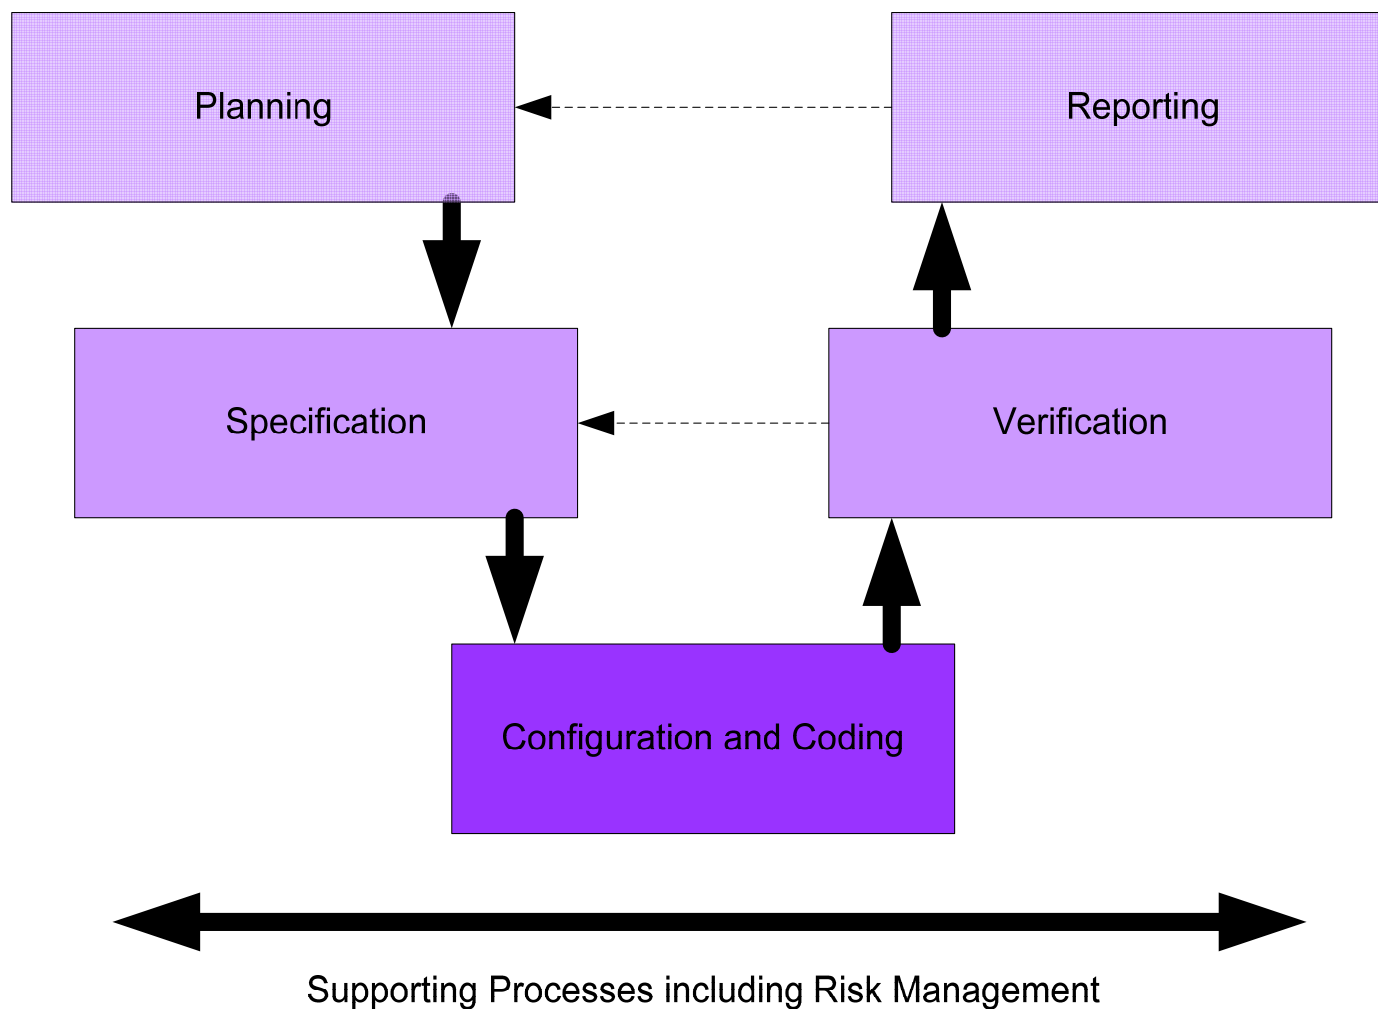 Planning
Reporting
Specification
Verification
Configuration and Coding
Supporting Processes including Risk Management